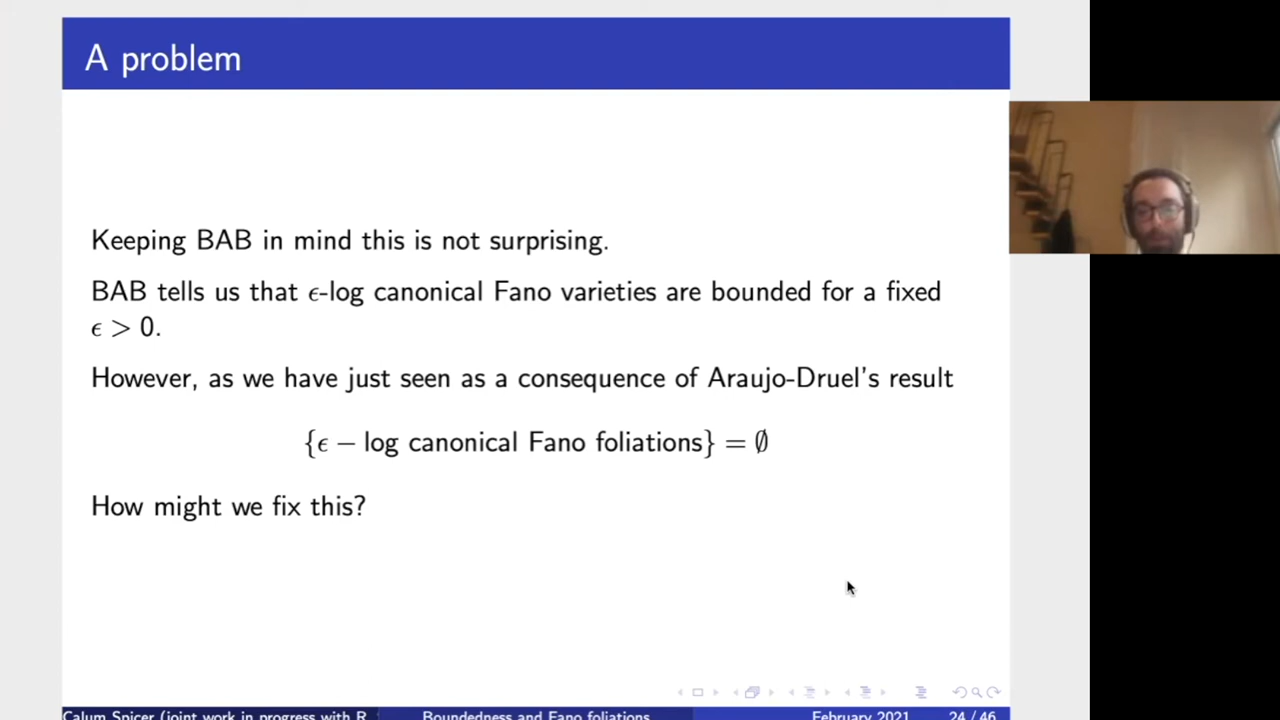 A problem
Keeping BAB in mind this is not surprising.
BAB tells us that ϵ-log canonical Fano varieties are bounded for a fixed
ϵ > 0.
However, as we have just seen as a consequence of Araujo-Druel's result
{ϵ − log canonical Fano foliations} = ∅
How might we fix this?
Calum Spicer (joint work in progress with R.
Boundedness and Fano foliations
February 2021
24 / 46